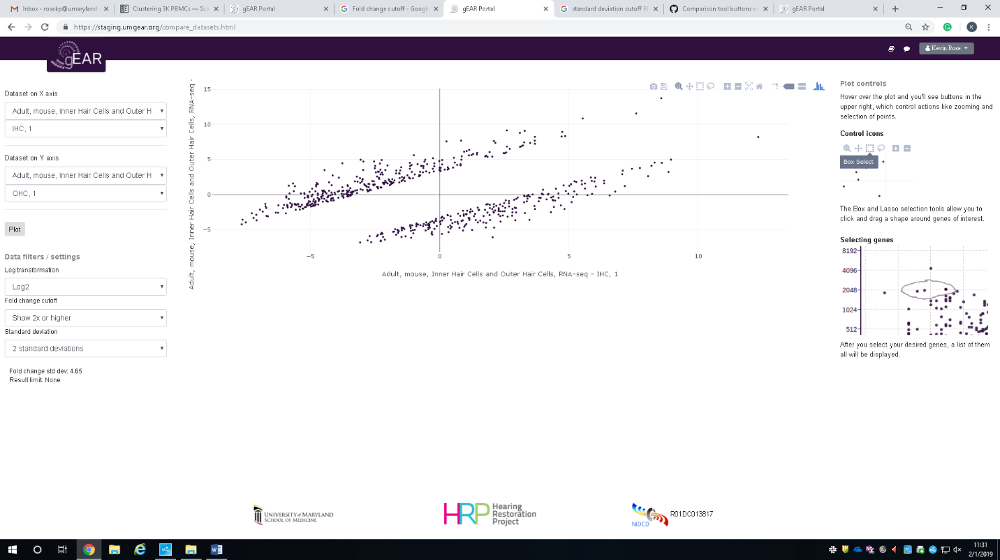 Inbox - rosekp@umaryland.
Clustering 3K PBMCs — Sca
gEAR Portal
Fold change cutoff - Google
gEAR Portal
standard deviation cutoff RN
Comparison tool buttons ne
gEAR Portal
https://staging.umgear.org/compare_datasets.html
K
gEAR
Kevin Rose
Dataset on X axis
Adult, mouse, Inner Hair Cells and Outer H
IHC, 1
Dataset on Y axis
Adult, mouse, Inner Hair Cells and Outer H
OHC, 1
Plot
Data filters / settings
Log transformation
Log2
Fold change cutoff
Show 2x or higher
Standard deviation
2 standard deviations
Fold change std dev: 4.65
Result limit: None
Adult, mouse, Inner Hair Cells and Outer Hair Cells, RNA-seq -
15
10
5
0
−5
−5
0
5
10
Adult, mouse, Inner Hair Cells and Outer Hair Cells, RNA-seq - IHC, 1
Plot controls
Hover over the plot and you'll see buttons in the
upper right, which control actions like zooming and
selection of points.
Control icons
Box Select
The Box and Lasso selection tools allow you to
click and drag a shape around genes of interest.
Selecting genes
8192
4096
2048
1024
512
After you select your desired genes, a list of them
all will be displayed.
UNIVERSITY of MARYLAND
SCHOOL OF MEDICINE
HRP Hearing
Restoration
Project
NIDCD
R01DC013817
11:31
2/1/2019